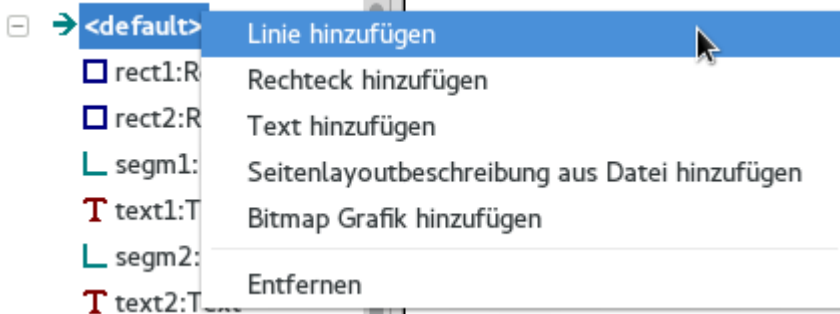 <default>
Linie hinzufügen
rect1:R
Rechteck hinzufügen
rect2:R
Text hinzufügen
segm1:
Seitenlayoutbeschreibung aus Datei hinzufügen
text1:T
Bitmap Grafik hinzufügen
segm2:
Entfernen
text2:Text